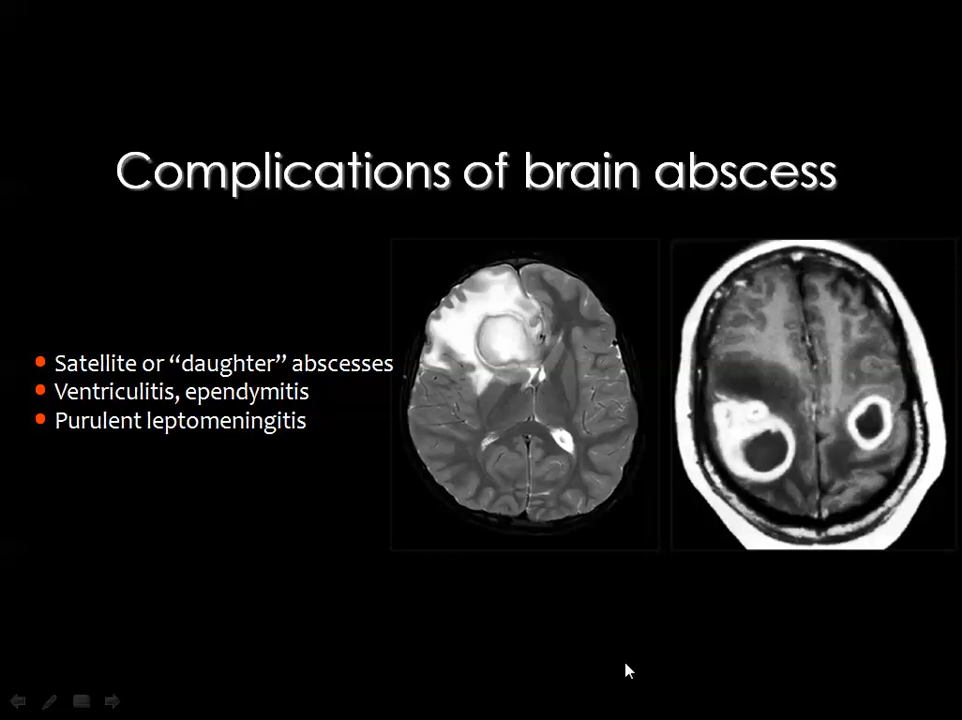 Complications of brain abscess
Satellite or “daughter” abscesses
Ventriculitis, ependymitis
Purulent leptomeningitis